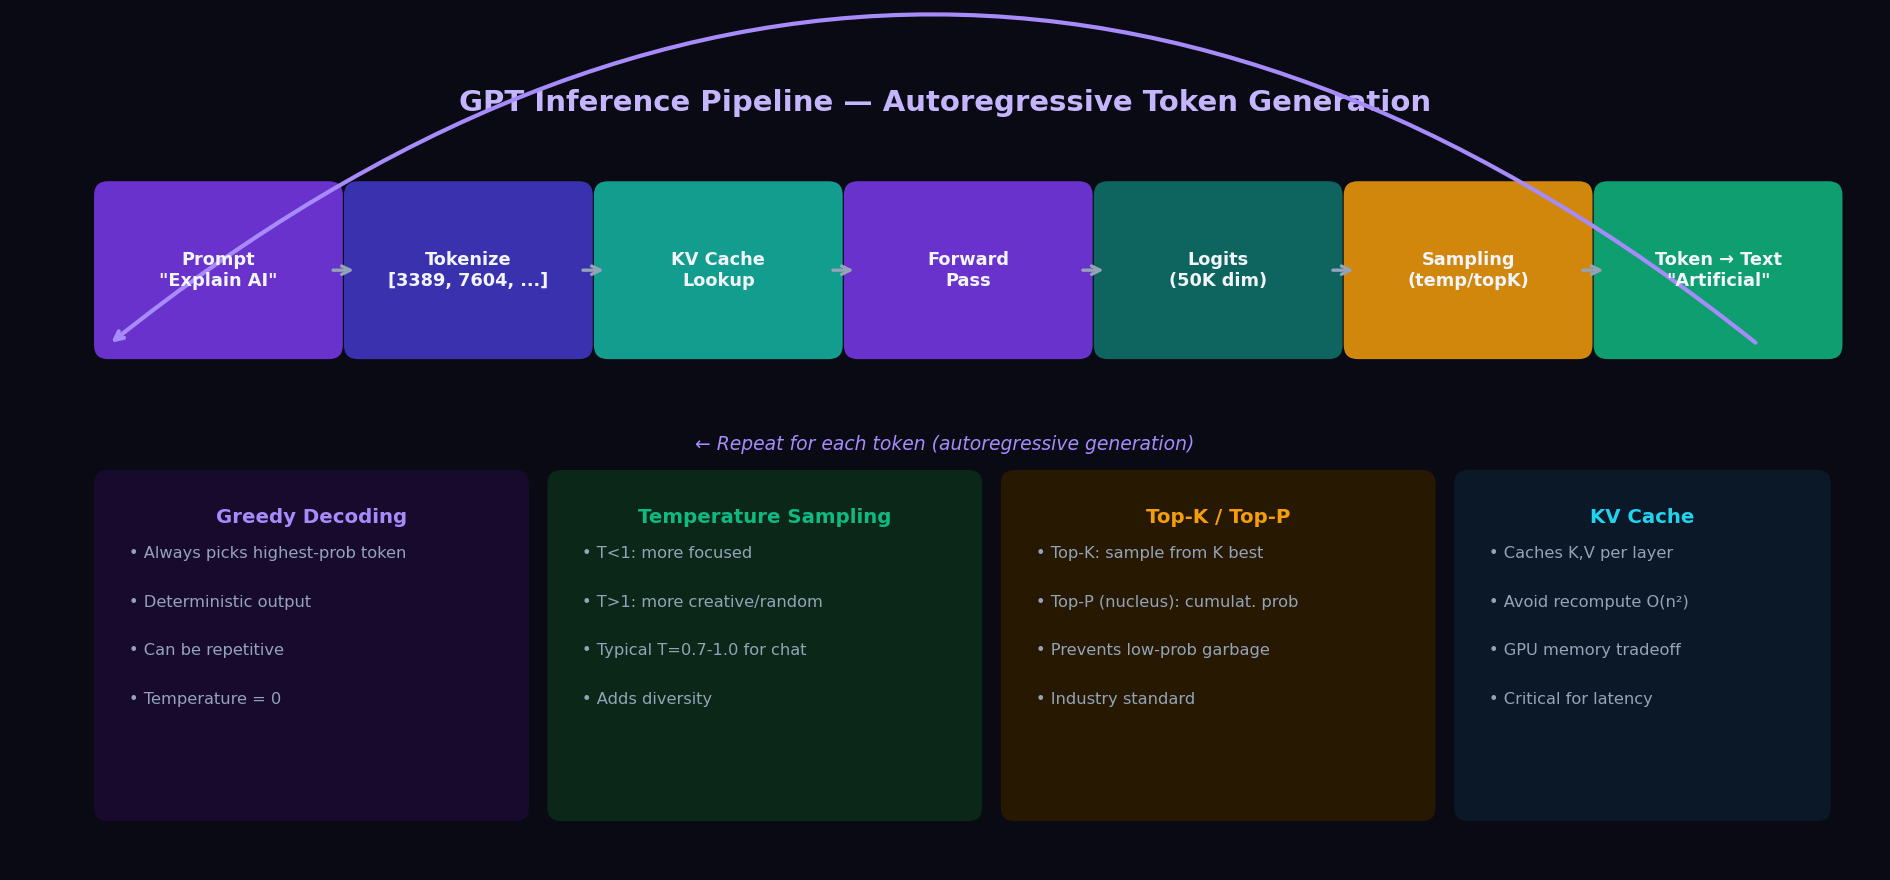 GPT Inference Pipeline — Autoregressive Token Generation
Prompt
"Explain AI"
Tokenize
[3389, 7604, ...]
KV Cache
Lookup
Forward
Pass
Logits
(50K dim)
Sampling
(temp/topK)
Token → Text
"Artificial"
← Repeat for each token (autoregressive generation)
Greedy Decoding
• Always picks highest-prob token
• Deterministic output
• Can be repetitive
• Temperature = 0
Temperature Sampling
• T<1: more focused
• T>1: more creative/random
• Typical T=0.7-1.0 for chat
• Adds diversity
Top-K / Top-P
• Top-K: sample from K best
• Top-P (nucleus): cumulat. prob
• Prevents low-prob garbage
• Industry standard
KV Cache
• Caches K,V per layer
• Avoid recompute O(n²)
• GPU memory tradeoff
• Critical for latency